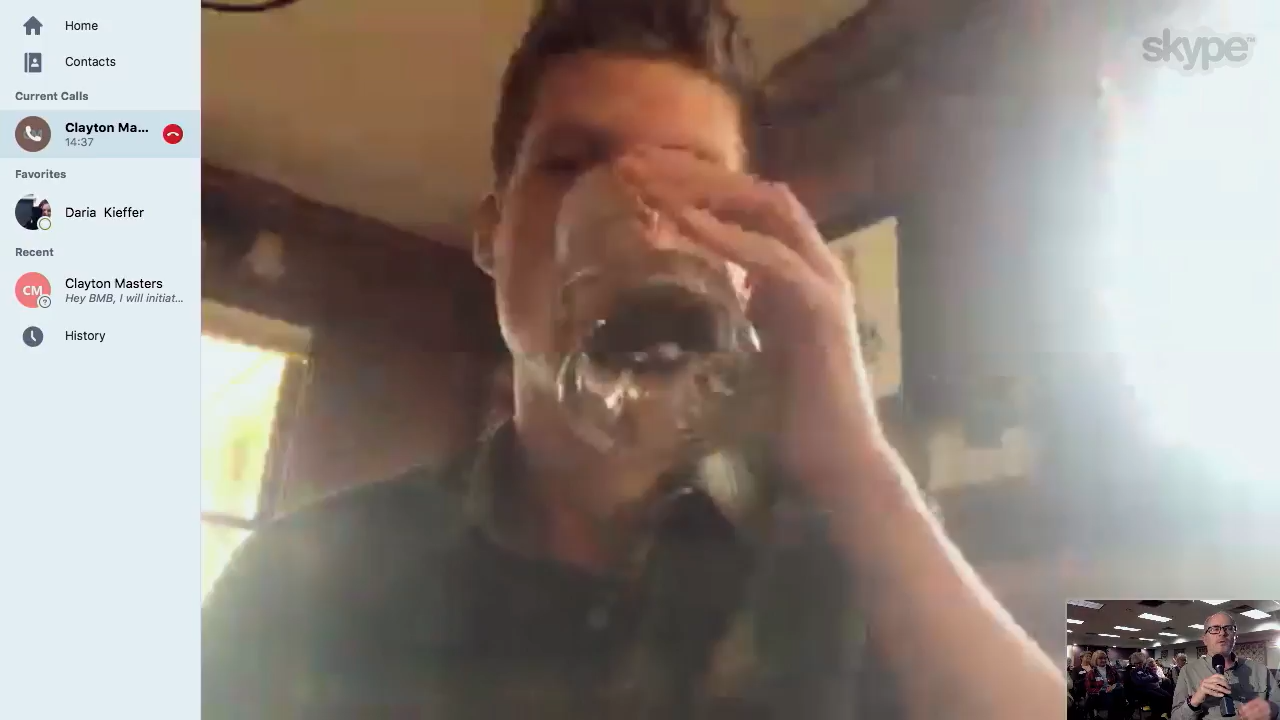 Home
Contacts
Current Calls
Clayton Ma...
14:37
Favorites
Daria Kieffer
Recent
CM
Clayton Masters
Hey BMB, I will initiat...
History
skype™